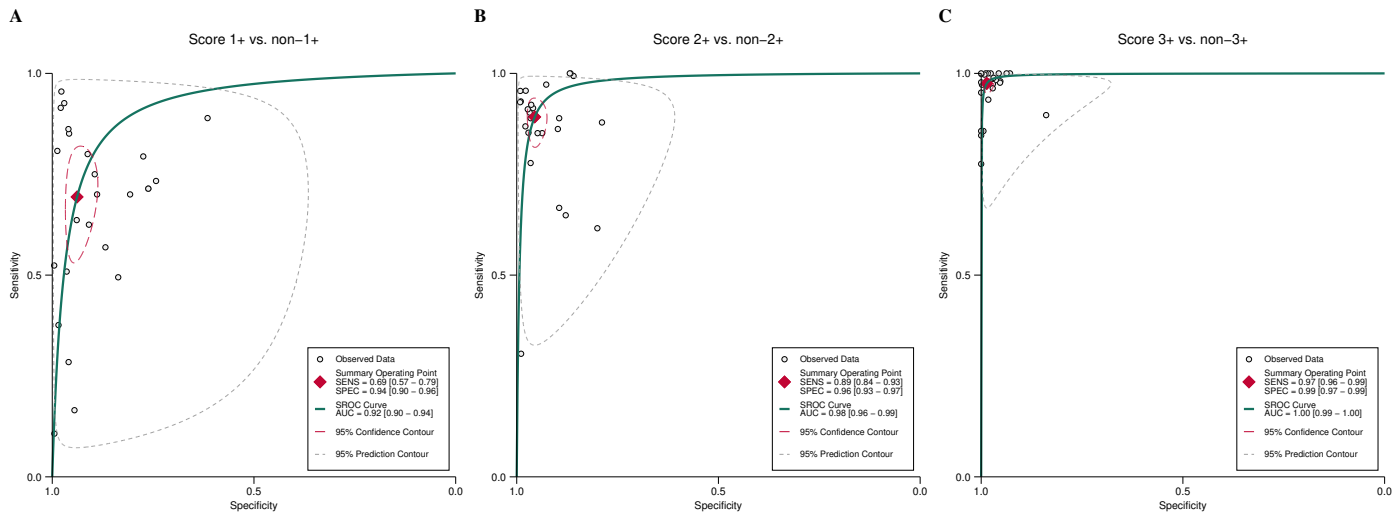 A
Score 1+ vs. non−1+
1.0
0.5
0.0
Sensitivity
1.0
0.5
0.0
Specificity
Observed Data
Summary Operating Point
SENS = 0.69 [0.57 − 0.79]
SPEC = 0.94 [0.90 − 0.96]
SROC Curve
AUC = 0.92 [0.90 − 0.94]
95% Confidence Contour
95% Prediction Contour
B
Score 2+ vs. non−2+
1.0
0.5
0.0
Sensitivity
1.0
0.5
0.0
Specificity
Observed Data
Summary Operating Point
SENS = 0.89 [0.84 − 0.93]
SPEC = 0.96 [0.93 − 0.97]
SROC Curve
AUC = 0.98 [0.96 − 0.99]
95% Confidence Contour
95% Prediction Contour
C
Score 3+ vs. non−3+
1.0
0.5
0.0
Sensitivity
1.0
0.5
0.0
Specificity
Observed Data
Summary Operating Point
SENS = 0.97 [0.96 − 0.99]
SPEC = 0.99 [0.97 − 0.99]
SROC Curve
AUC = 1.00 [0.99 − 1.00]
95% Confidence Contour
95% Prediction Contour